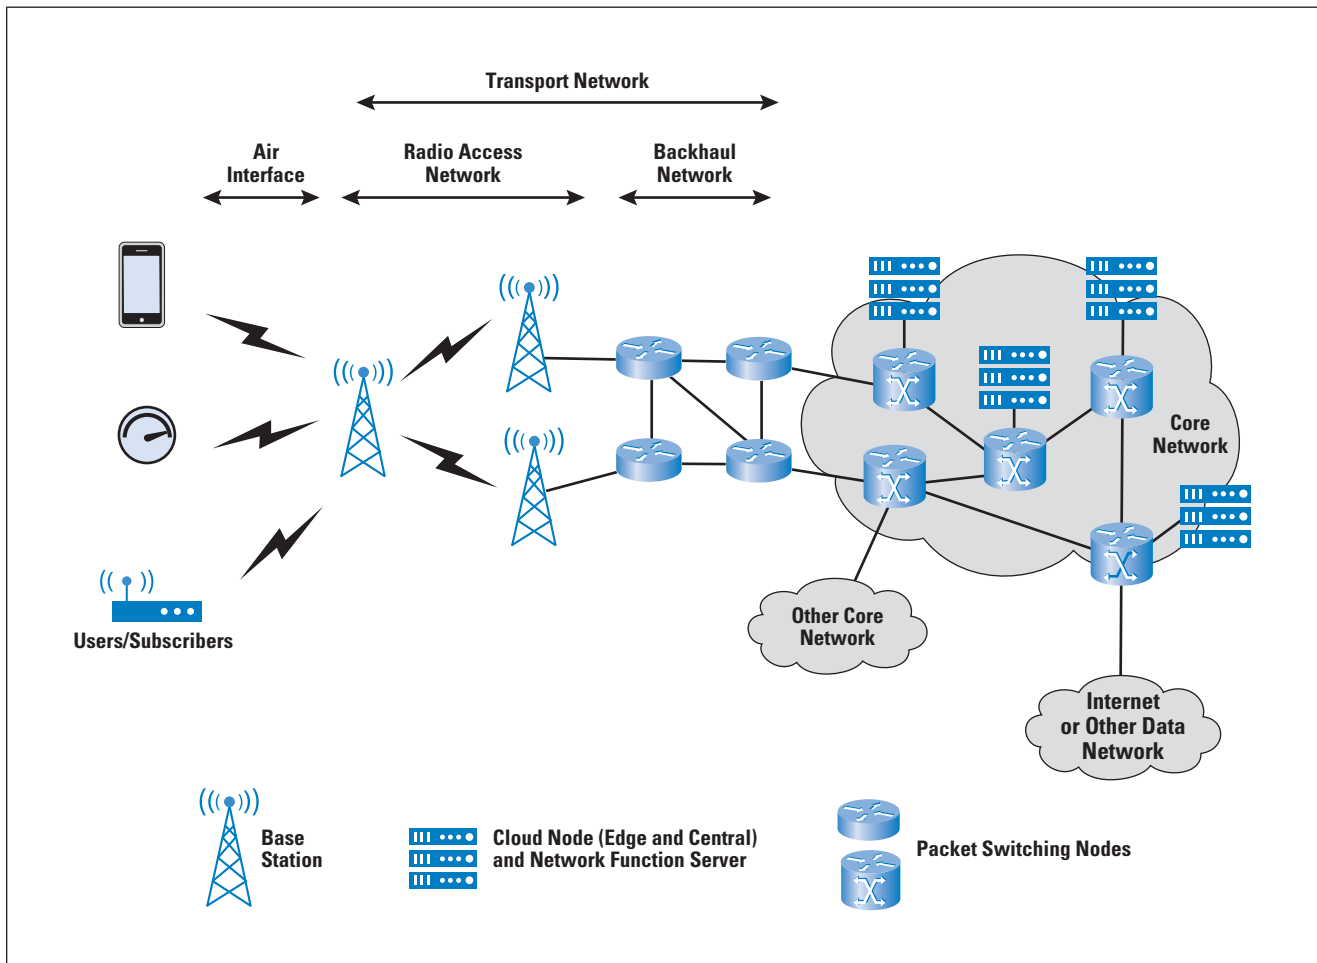 Transport Network
Air
Interface
Radio Access
Network
Backhaul
Network
Core
Network
Users/Subscribers
Other Core
Network
Internet
or Other Data
Network
Base
Station
Cloud Node (Edge and Central)
and Network Function Server
Packet Switching Nodes